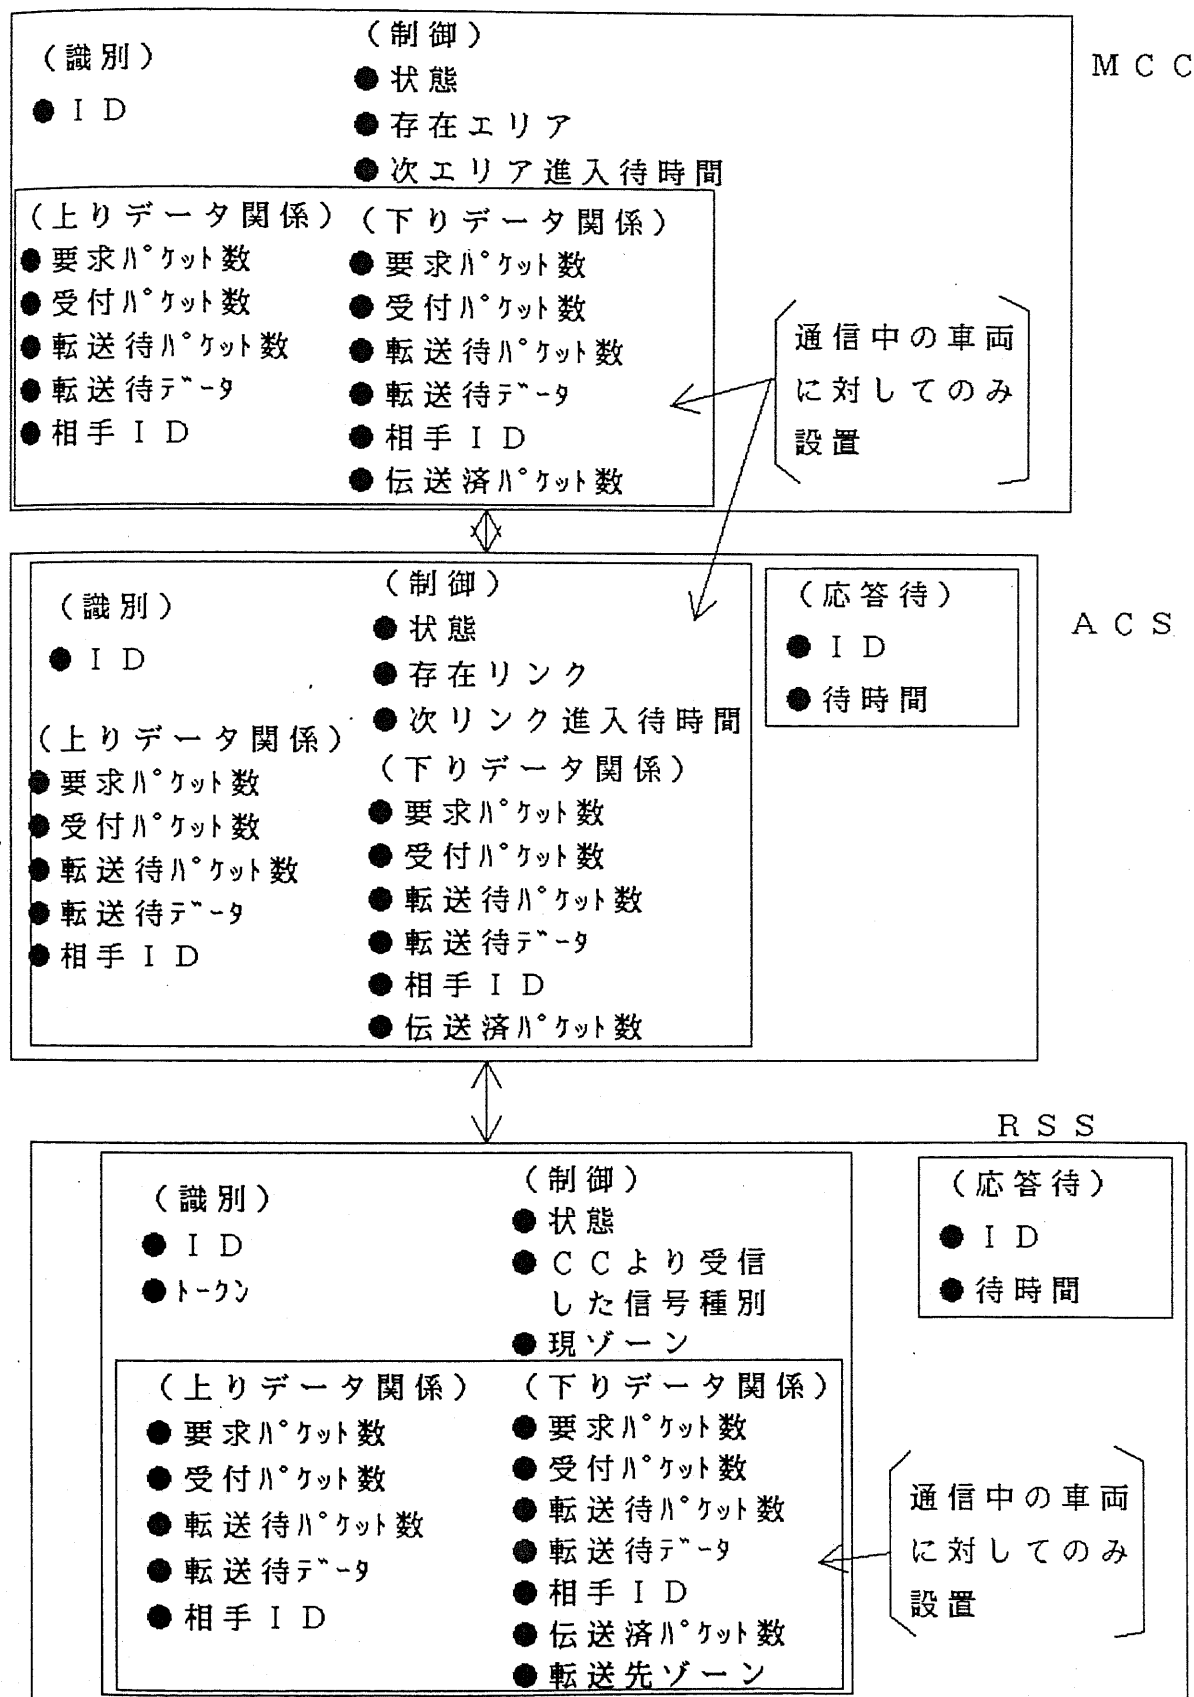 MCC
(識別)
●ID
(制御)
●状態
●存在エリア
●次エリア進入待時間
(上りデータ関係)
●要求パケット数
●受付パケット数
●転送待パケット数
●転送待データ
●相手ID
(下りデータ関係)
●要求パケット数
●受付パケット数
●転送待パケット数
●転送待データ
●相手ID
●伝送済パケット数
通信中の車両
に対してのみ
設置
ACS
(識別)
●ID
(制御)
●状態
●存在リンク
●次リンク進入待時間
(上りデータ関係)
●要求パケット数
●受付パケット数
●転送待パケット数
●転送待データ
●相手ID
(下りデータ関係)
●要求パケット数
●受付パケット数
●転送待パケット数
●転送待データ
●相手ID
●伝送済パケット数
(応答待)
●ID
●待時間
RSS
(識別)
●ID
●トークン
(制御)
●状態
●CCより受信
した信号種別
●現ゾーン
(上りデータ関係)
●要求パケット数
●受付パケット数
●転送待パケット数
●転送待データ
●相手ID
(下りデータ関係)
●要求パケット数
●受付パケット数
●転送待パケット数
●転送待データ
●相手ID
●伝送済パケット数
●転送先ゾーン
(応答待)
●ID
●待時間
通信中の車両
に対してのみ
設置